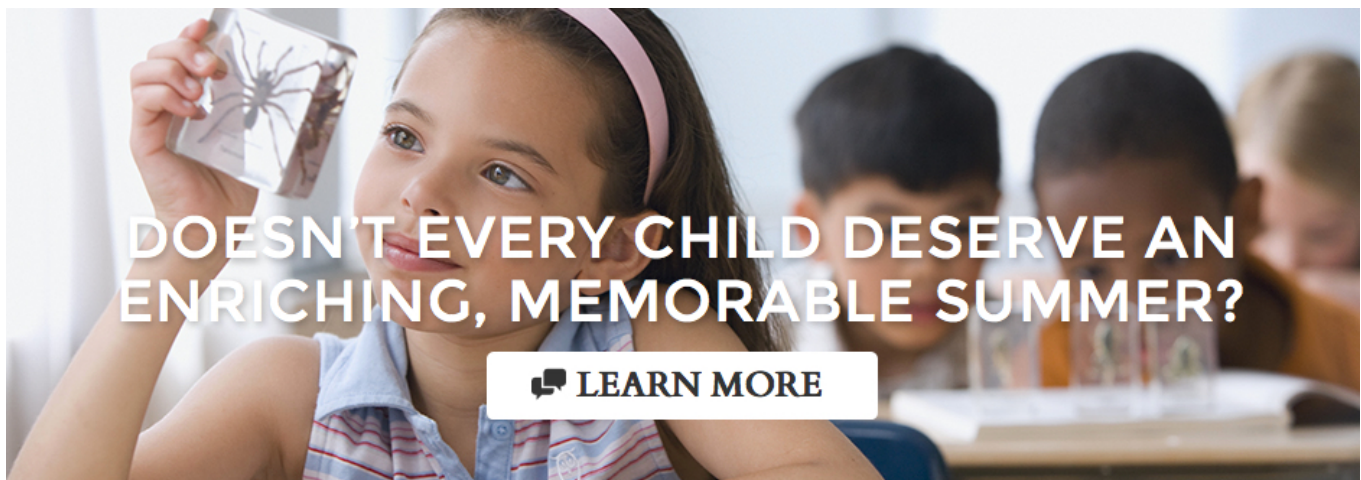 DOESN'T EVERY CHILD DESERVE AN
ENRICHING, MEMORABLE SUMMER?
LEARN MORE